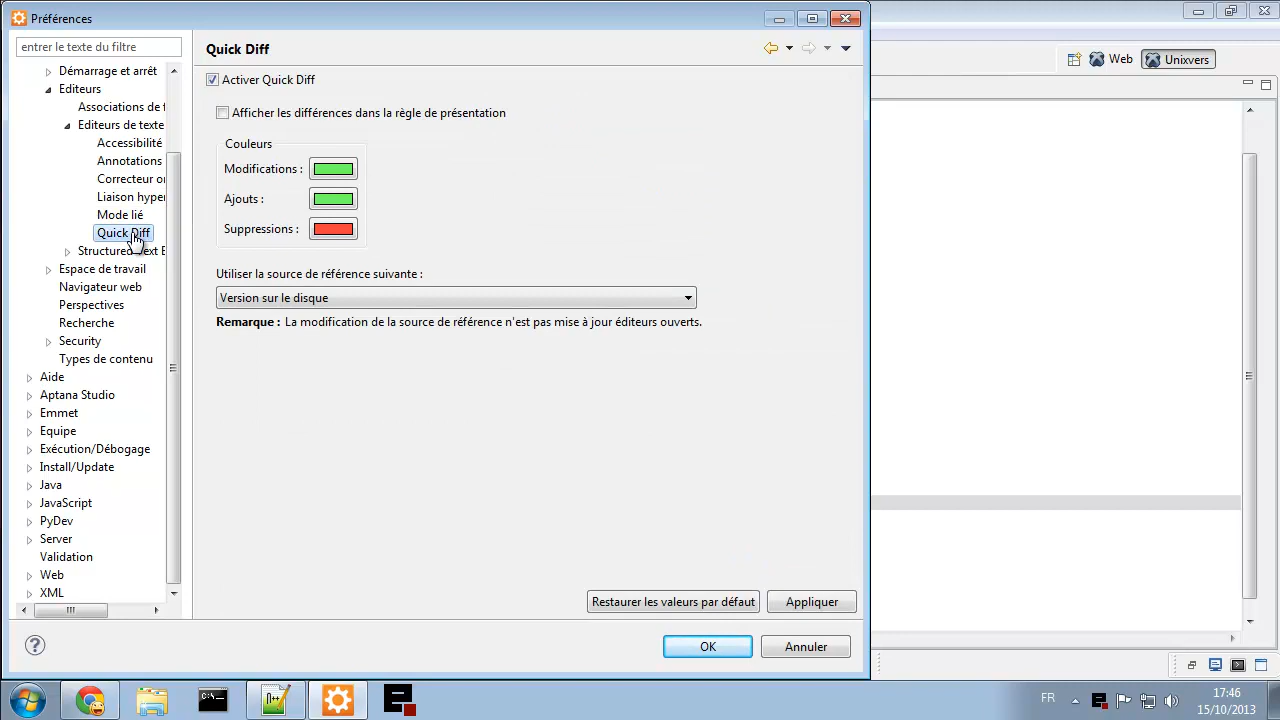 Préférences
entrer le texte du filtre
Démarrage et arrêt
Editeurs
Associations de f
Editeurs de texte
Accessibilité
Annotations
Correcteur o
Liaison hyper
Mode lié
Quick Diff
Structured Text E
Espace de travail
Navigateur web
Perspectives
Recherche
Security
Types de contenu
Aide
Aptana Studio
Emmet
Equipe
Exécution/Débogage
Install/Update
Java
JavaScript
PyDev
Server
Validation
Web
XML
Quick Diff
Activer Quick Diff
Afficher les différences dans la règle de présentation
Couleurs
Modifications :
Ajouts :
Suppressions :
Utiliser la source de référence suivante :
Version sur le disque
Remarque : La modification de la source de référence n'est pas mise à jour éditeurs ouverts.
Restaurer les valeurs par défaut
Appliquer
OK
Annuler
Web
Unixvers
FR
17:46
15/10/2013